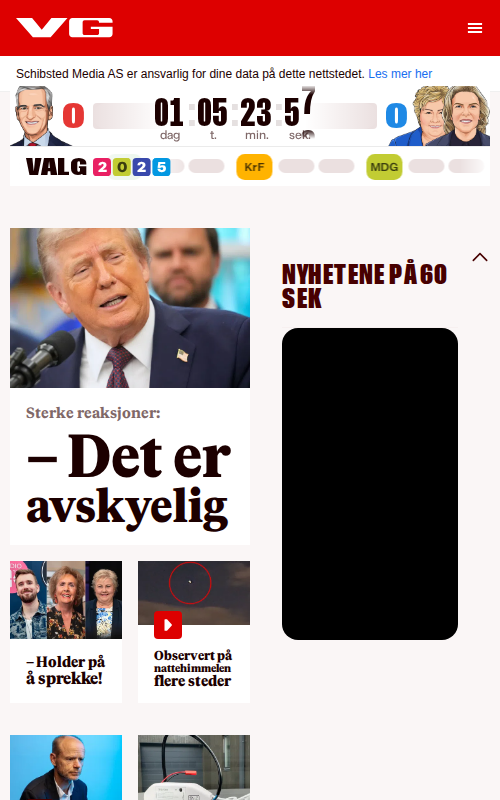 VG
Schibsted Media AS er ansvarlig for dine data på dette nettstedet. Les mer her
0 01 : 05 : 23 : 57 0
dag t. min. sek.
VALG 2025 KrF MDG
Sterke reaksjoner:
– Det er
avskyelig
NYHETENE PÅ 60
SEK
– Holder på
å sprekke!
Observert på
nattehimmelen
flere steder